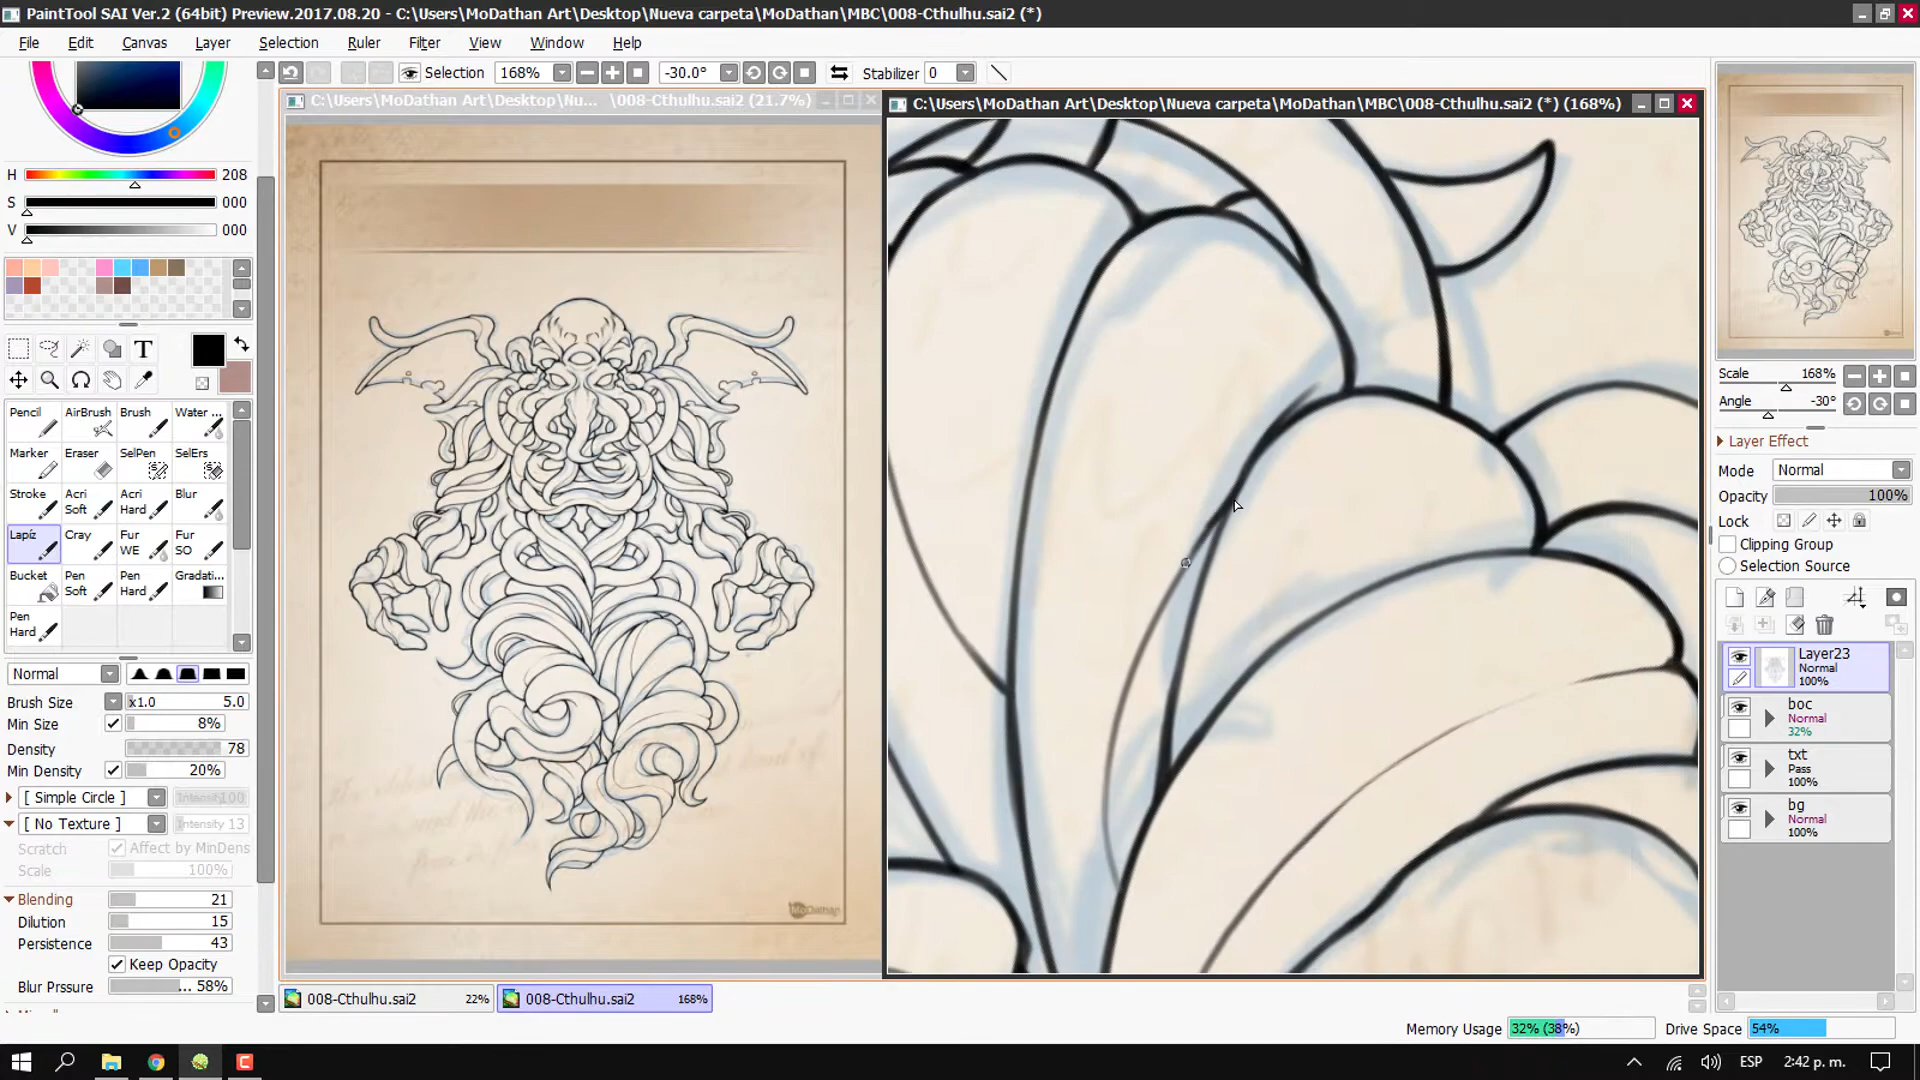 PaintTool SAI Ver.2 (64bit) Preview.2017.08.20 - C:\Users\MoDathan Art\Desktop\Nueva carpeta\MoDathan\MBC\008-Cthulhu.sai2 (*)
File Edit Canvas Layer Selection Ruler Filter View Window Help
Selection 168% -30.0° Stabilizer 0
C:\Users\MoDathan Art\Desktop\Nu... \008-Cthulhu.sai2 (21.7%)
C:\Users\MoDathan Art\Desktop\Nueva carpeta\MoDathan\MBC\008-Cthulhu.sai2 (*) (168%)
H 208
S 000
V 000
T
Pencil AirBrush Brush Water ...
Marker Eraser SelPen SelErs
Stroke Acri Hard Acri Hard Blur
Lapíz Cray Fur WE Fur SO
Bucket Pen Soft Pen Hard Gradati...
Pen Hard
Normal
Brush Size x1.0 5.0
Min Size 8%
Density 78
Min Density 20%
[ Simple Circle ] Intensity 100
[ No Texture ] Intensity 13
Scratch Affect by MinDens
Scale 100%
Blending 21
Dilution 15
Persistence 43
Keep Opacity
Blur Prssure ... 58%
MoDathan
008-Cthulhu.sai2 22%
008-Cthulhu.sai2 168%
Scale 168%
Angle -30°
Layer Effect
Mode Normal
Opacity 100%
Lock
Clipping Group
Selection Source
Layer23
Normal
100%
boc
Normal
32%
txt
Pass
100%
bg
Normal
100%
Memory Usage 32% (38%) Drive Space 54%
ESP 2:42 p. m.